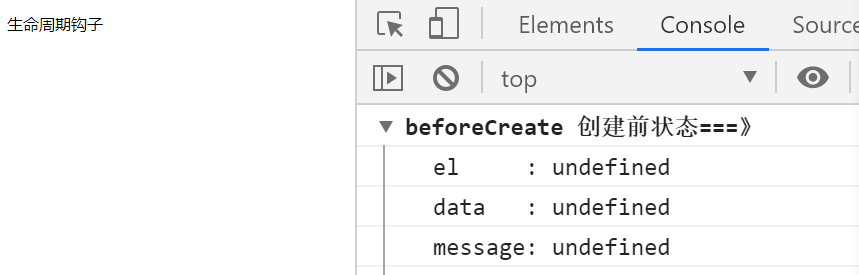 生命周期钩子
Elements Console Sourc
top
beforeCreate 创建前状态===》
el : undefined
data : undefined
message: undefined